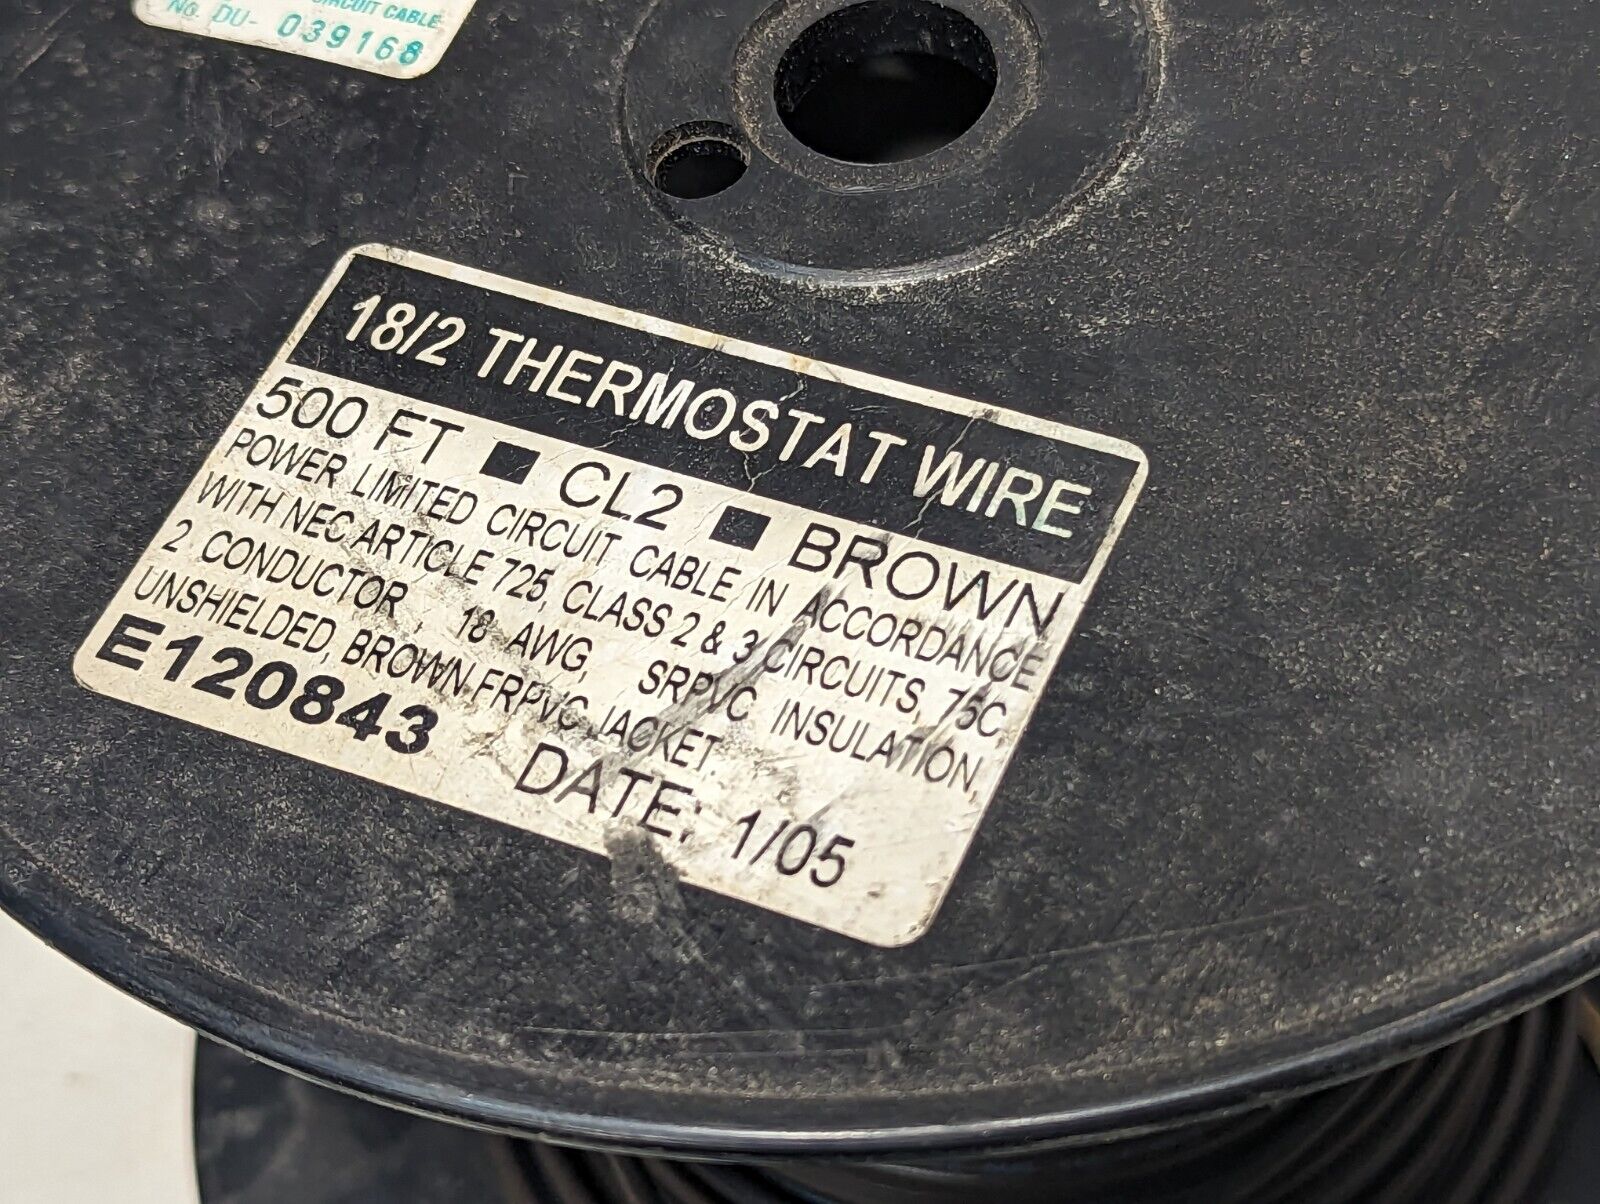 CIRCUIT CABLE
No. DU- 039168
18/2 THERMOSTAT WIRE
500 FT ■ CL2 ■ BROWN
POWER LIMITED CIRCUIT CABLE IN ACCORDANCE
WITH NEC ARTICLE 725, CLASS 2 & 3 CIRCUITS, 75C,
2 CONDUCTOR, 18 AWG, SRPVC INSULATION,
UNSHIELDED, BROWN FRPVC JACKET.
E120843 DATE: 1/05